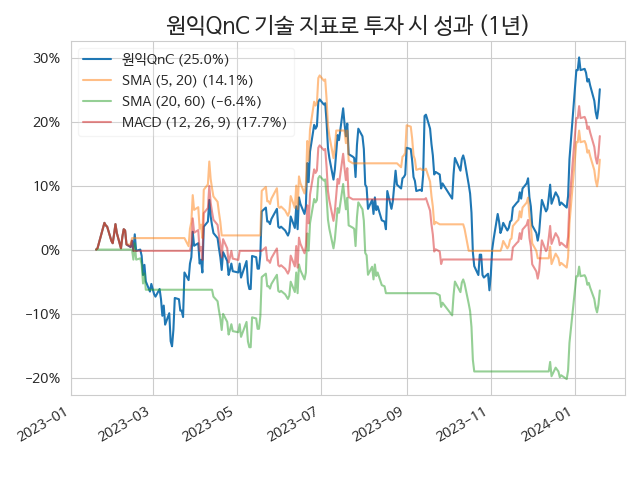 원익QnC 기술 지표로 투자 시 성과 (1년)
원익QnC (25.0%)
SMA (5, 20) (14.1%)
SMA (20, 60) (−6.4%)
MACD (12, 26, 9) (17.7%)
30%
20%
10%
0%
−10%
−20%
2023-01
2023-03
2023-05
2023-07
2023-09
2023-11
2024-01